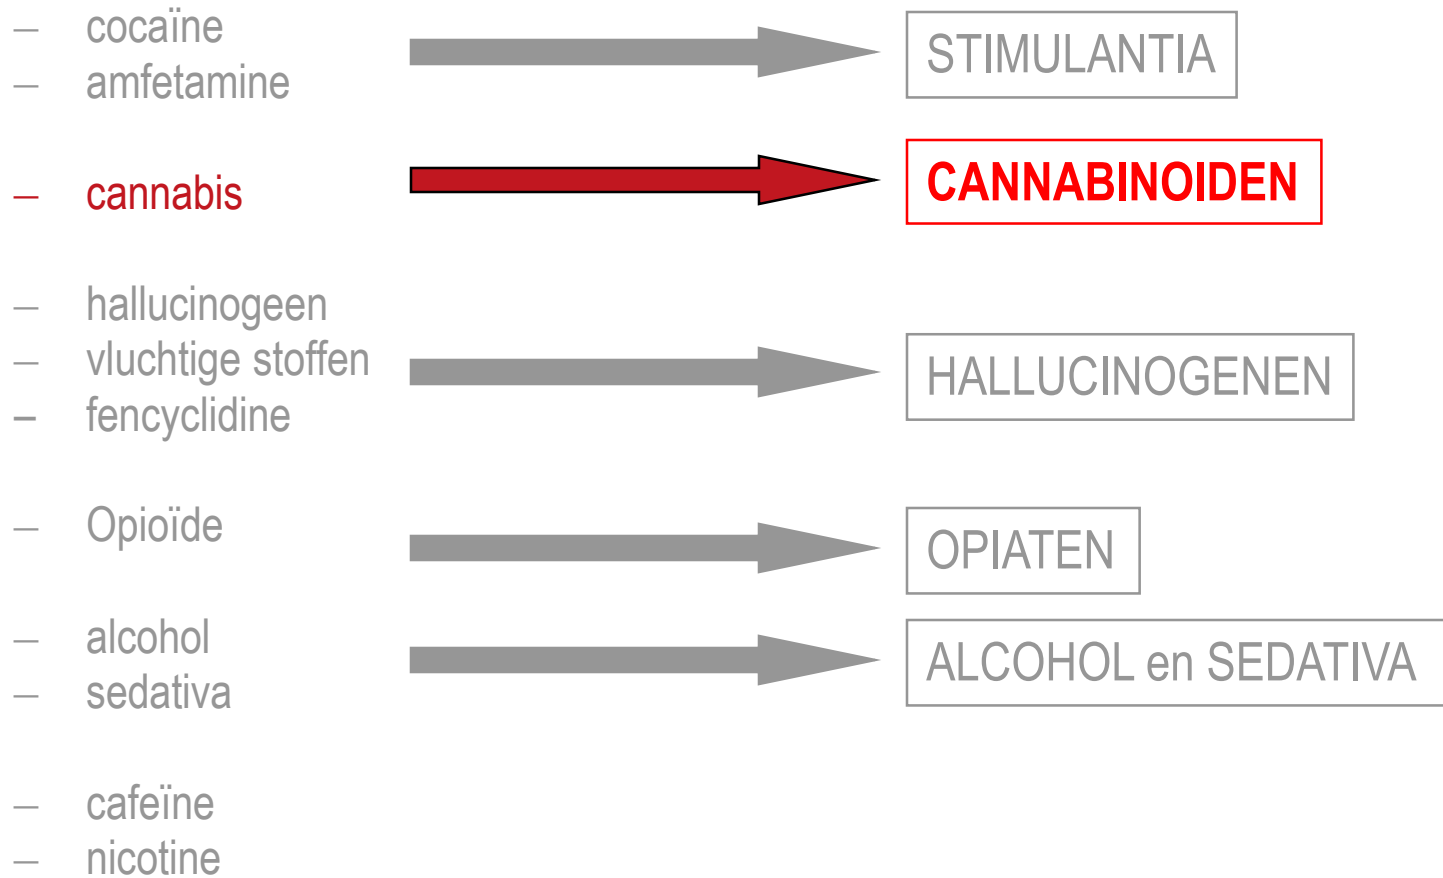 – cocaïne
– amfetamine
STIMULANTIA
– cannabis
CANNABINOIDEN
– hallucinogeen
– vluchtige stoffen
– fencyclidine
HALLUCINOGENEN
– Opioïde
OPIATEN
– alcohol
– sedativa
ALCOHOL en SEDATIVA
– cafeïne
– nicotine